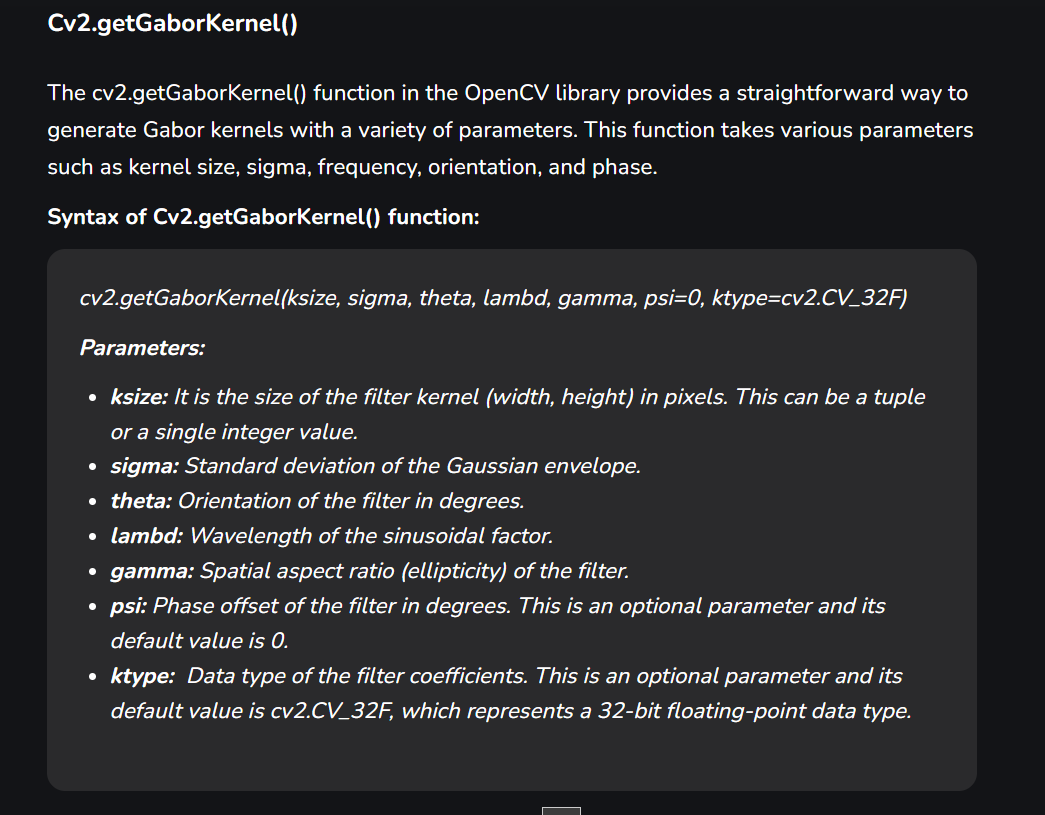 Cv2.getGaborKernel()
The cv2.getGaborKernel() function in the OpenCV library provides a straightforward way to
generate Gabor kernels with a variety of parameters. This function takes various parameters
such as kernel size, sigma, frequency, orientation, and phase.
Syntax of Cv2.getGaborKernel() function:
cv2.getGaborKernel(ksize, sigma, theta, lambd, gamma, psi=0, ktype=cv2.CV_32F)
Parameters:
• ksize: It is the size of the filter kernel (width, height) in pixels. This can be a tuple
or a single integer value.
• sigma: Standard deviation of the Gaussian envelope.
• theta: Orientation of the filter in degrees.
• lambd: Wavelength of the sinusoidal factor.
• gamma: Spatial aspect ratio (ellipticity) of the filter.
• psi: Phase offset of the filter in degrees. This is an optional parameter and its
default value is 0.
• ktype: Data type of the filter coefficients. This is an optional parameter and its
default value is cv2.CV_32F, which represents a 32-bit floating-point data type.